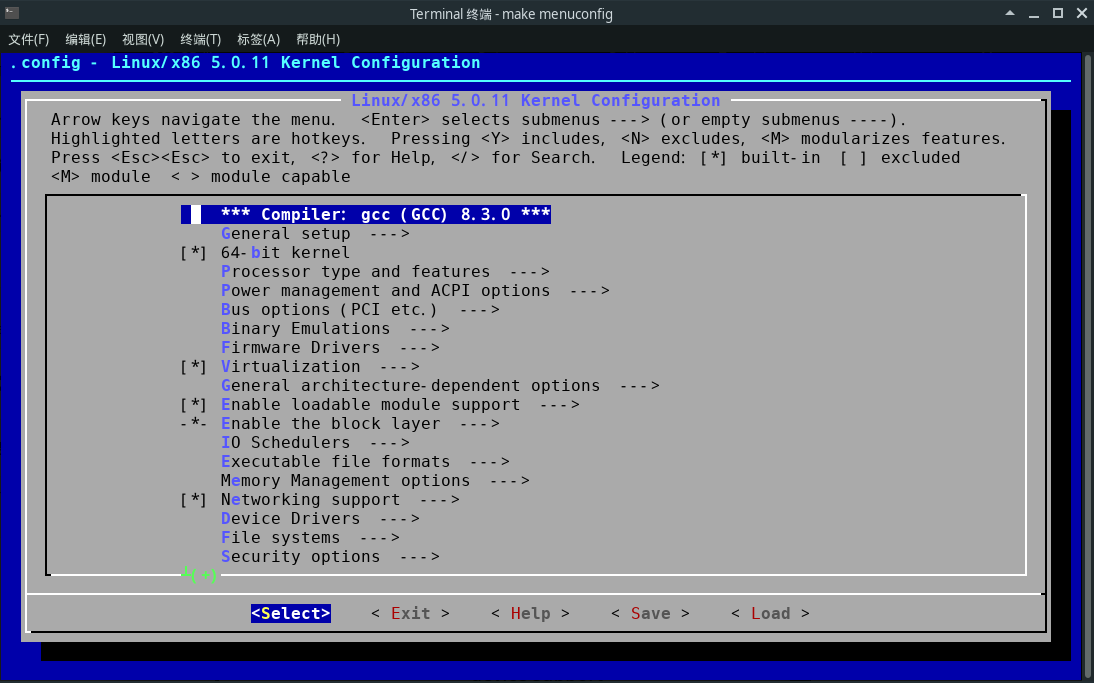 Terminal 终端 - make menuconfig
文件(F) 编辑(E) 视图(V) 终端(T) 标签(A) 帮助(H)
.config - Linux/x86 5.0.11 Kernel Configuration
Linux/x86 5.0.11 Kernel Configuration
Arrow keys navigate the menu.  <Enter> selects submenus ---> (or empty submenus ----).
Highlighted letters are hotkeys.  Pressing <Y> includes, <N> excludes, <M> modularizes features.
Press <Esc><Esc> to exit, <?> for Help, </> for Search.  Legend: [*] built-in  [ ] excluded
<M> module  < > module capable
*** Compiler: gcc (GCC) 8.3.0 ***
General setup  --->
[*] 64-bit kernel
Processor type and features  --->
Power management and ACPI options  --->
Bus options (PCI etc.)  --->
Binary Emulations  --->
Firmware Drivers  --->
[*] Virtualization  --->
General architecture-dependent options  --->
[*] Enable loadable module support  --->
-*- Enable the block layer  --->
IO Schedulers  --->
Executable file formats  --->
Memory Management options  --->
[*] Networking support  --->
Device Drivers  --->
File systems  --->
Security options  --->
┴(+)
<Select>    < Exit >    < Help >    < Save >    < Load >